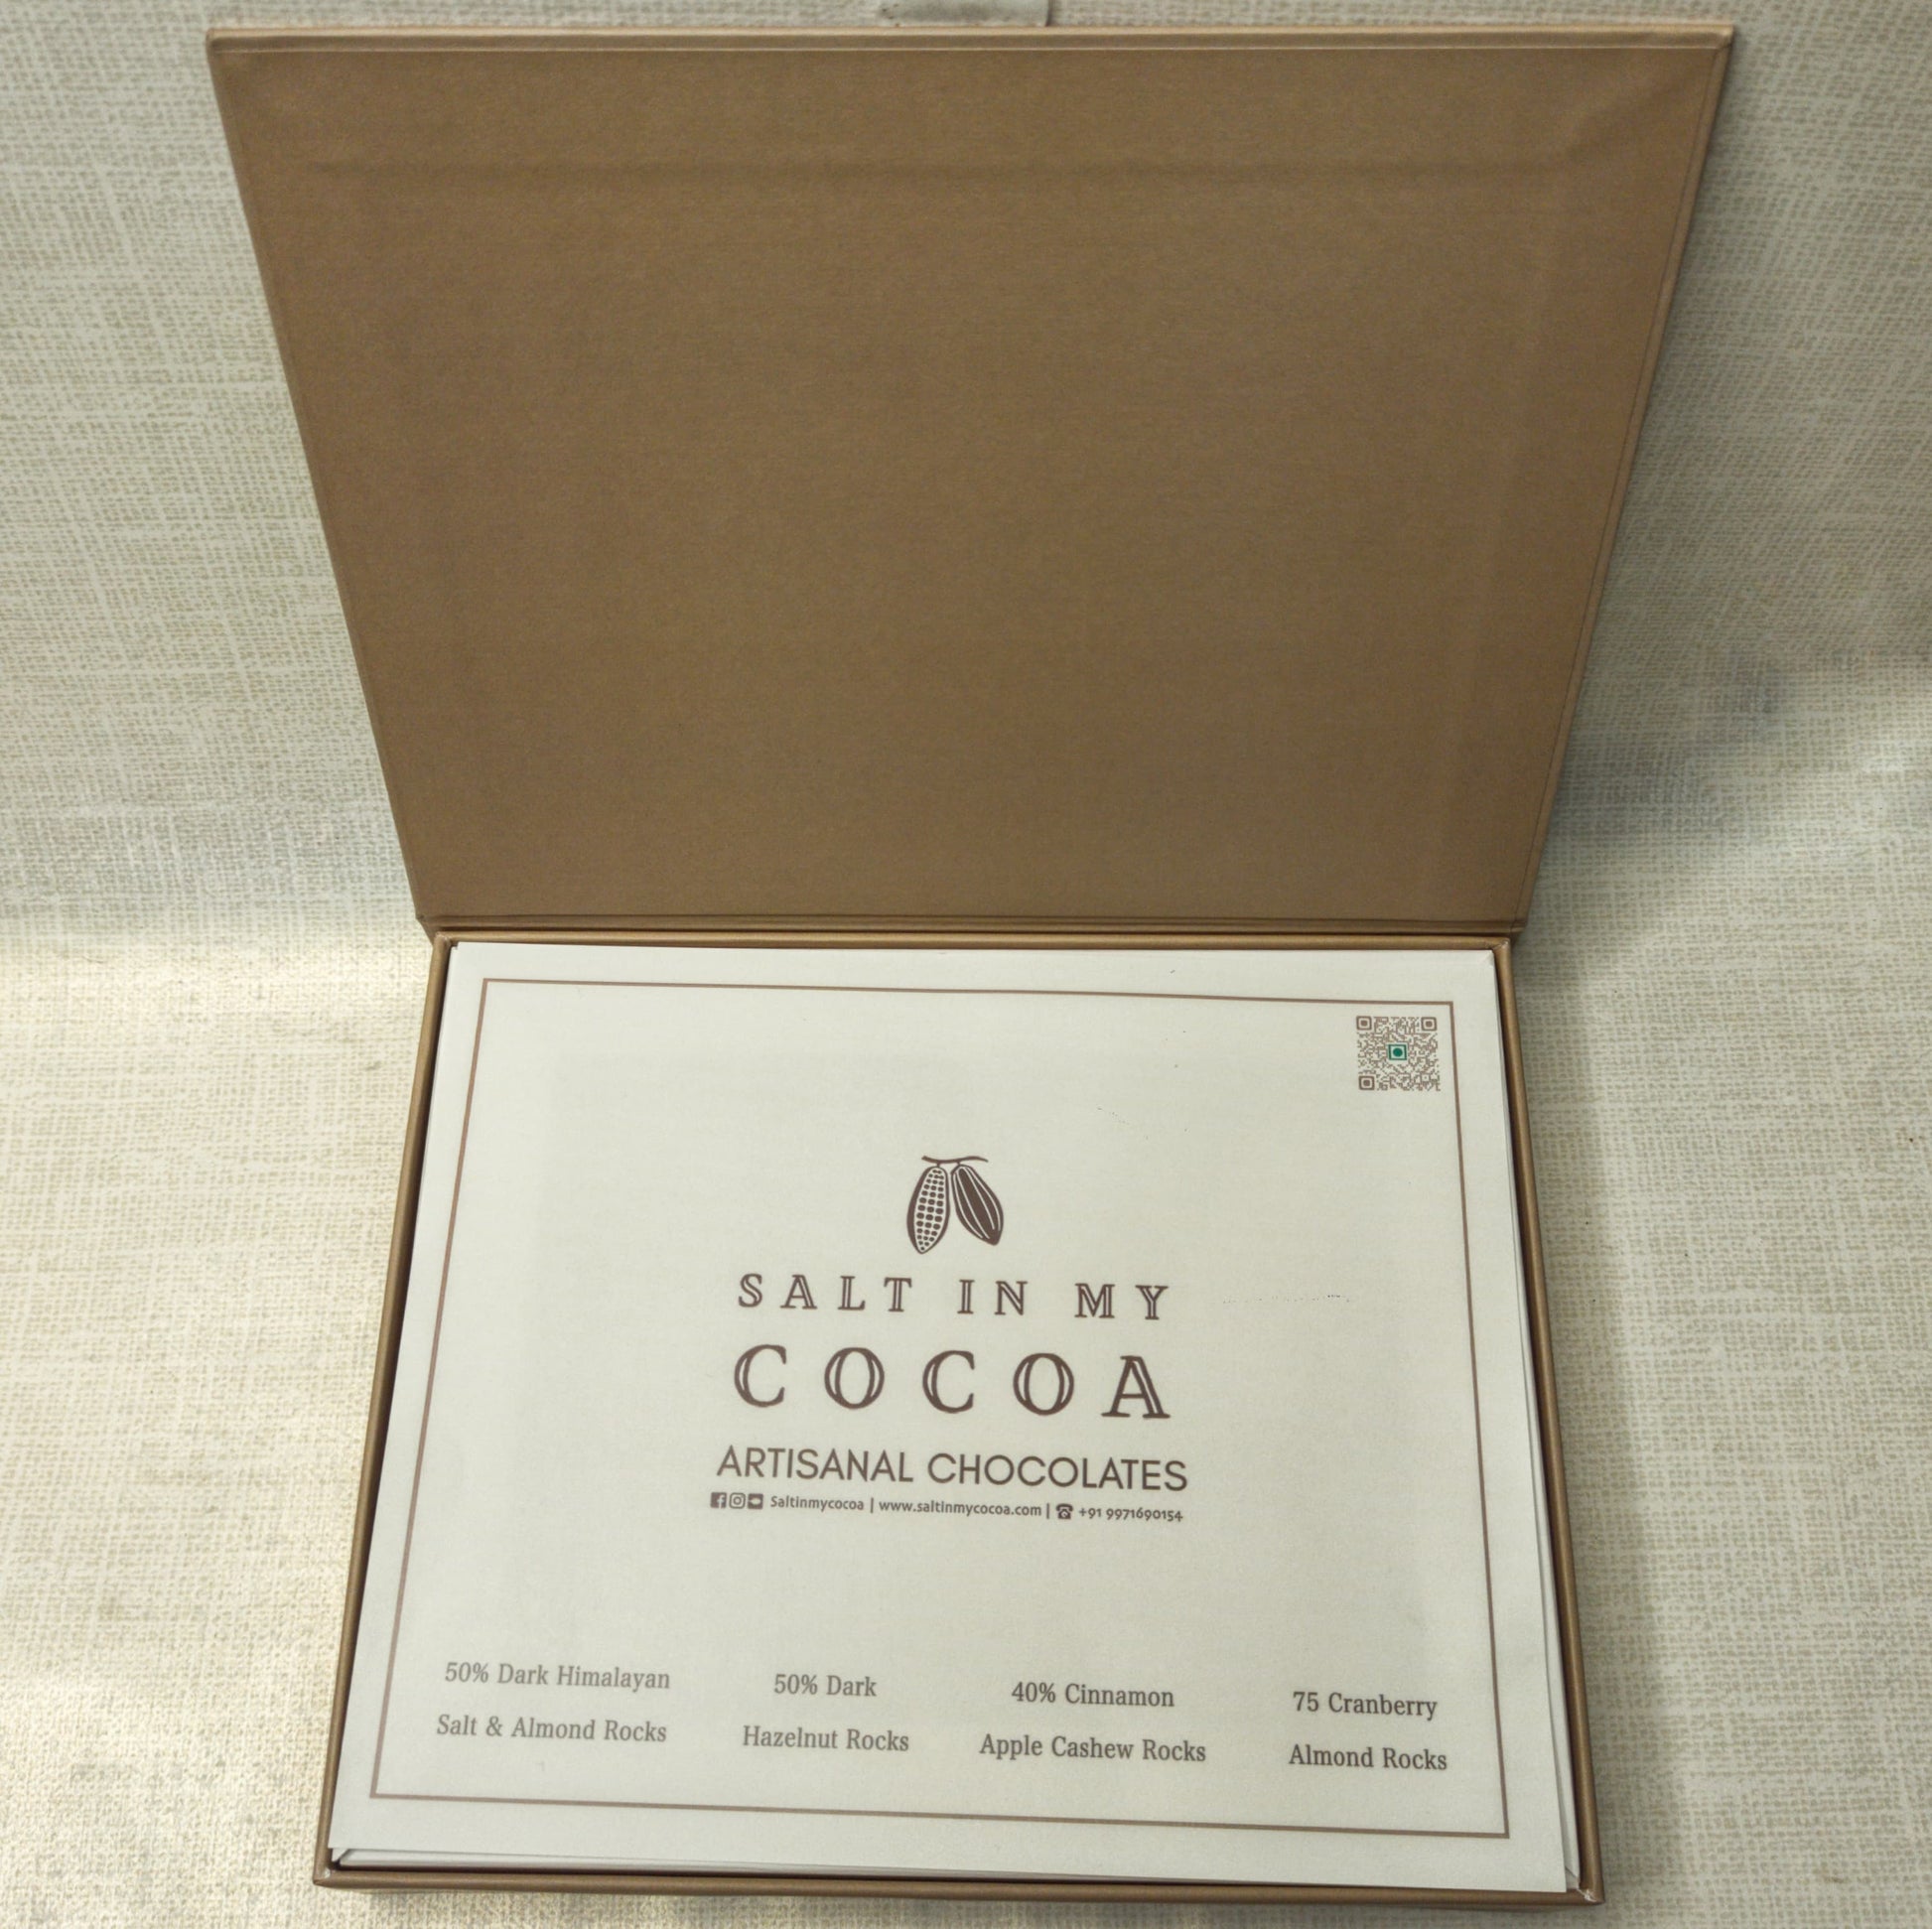 SALT IN MY
COCOA
ARTISANAL CHOCOLATES
Saltinmycocoa | www.saltinmycocoa.com | +91 9971690154
50% Dark Himalayan
Salt & Almond Rocks
50% Dark
Hazelnut Rocks
40% Cinnamon
Apple Cashew Rocks
75 Cranberry
Almond Rocks